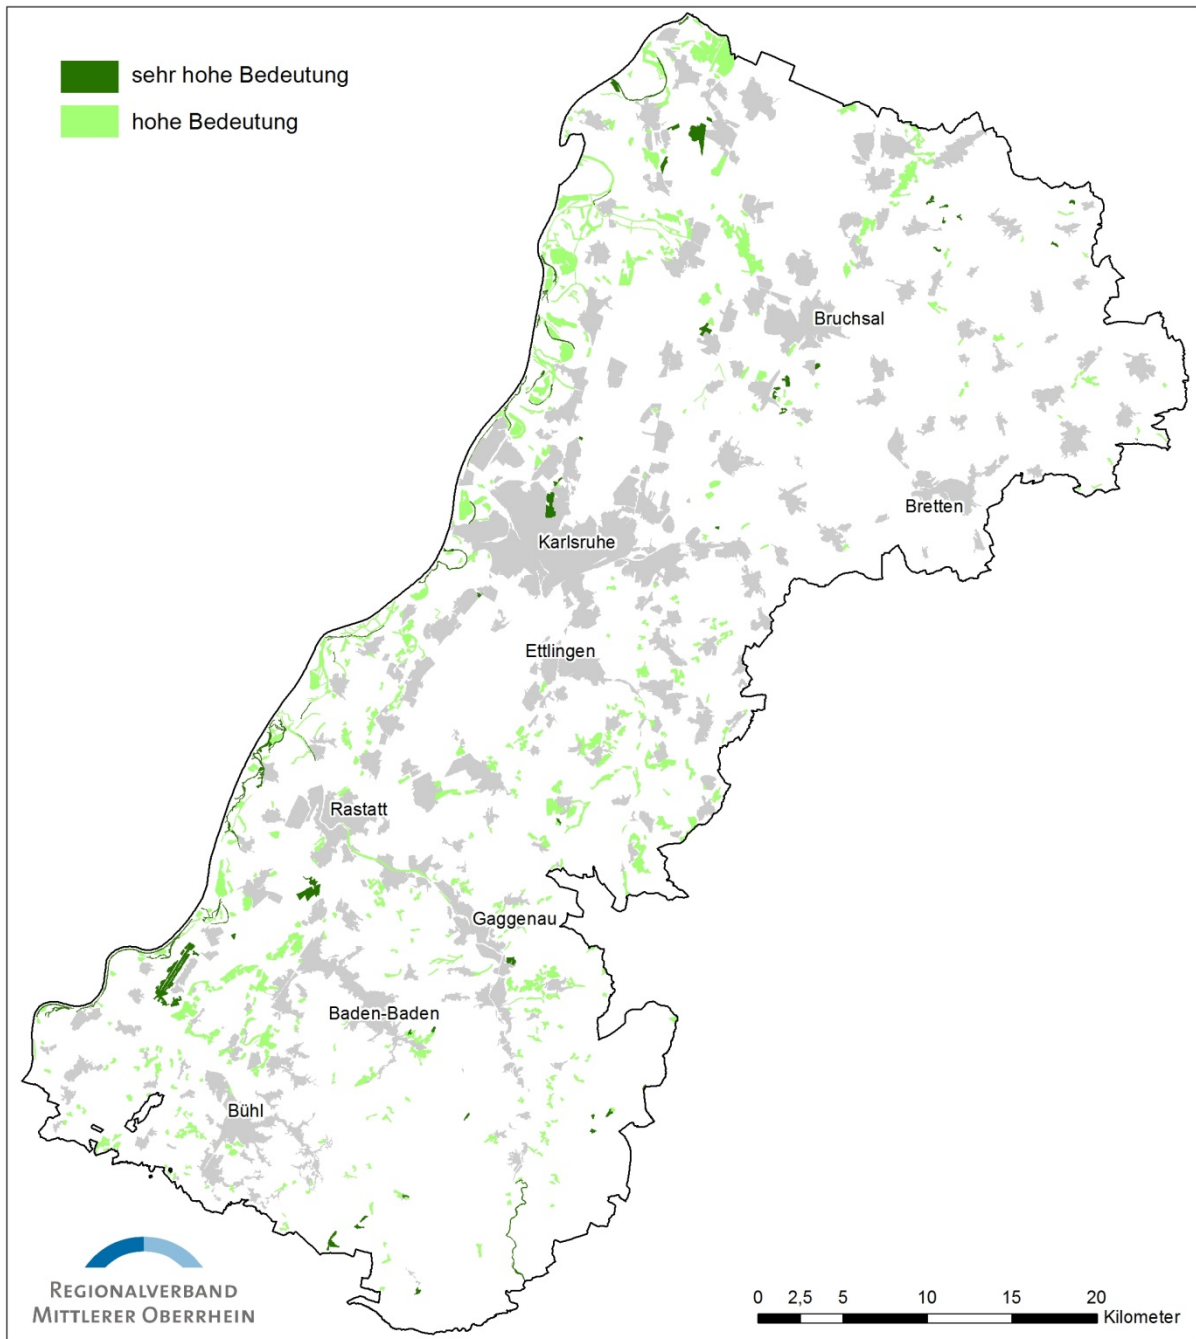 sehr hohe Bedeutung
hohe Bedeutung
Bruchsal
Bretten
Karlsruhe
Ettlingen
Rastatt
Gaggenau
Baden-Baden
Bühl
REGIONALVERBAND
MITTLERER OBERRHEIN
0 2,5 5 10 15 20
Kilometer